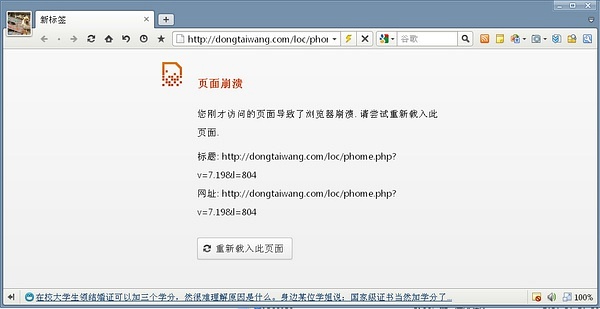 新标签
http://dongtaiwang.com/loc/phor
谷歌
页面崩溃
您刚才访问的页面导致了浏览器崩溃. 请尝试重新载入此
页面.
标题: http://dongtaiwang.com/loc/phome.php?
v=7.19&l=804
网址: http://dongtaiwang.com/loc/phome.php?
v=7.19&l=804
重新载入此页面
在校大学生领结婚证可以加三个学分，然很难理解原因是什么。身边某位学姐说：国家级证书当然加学分了...
100%